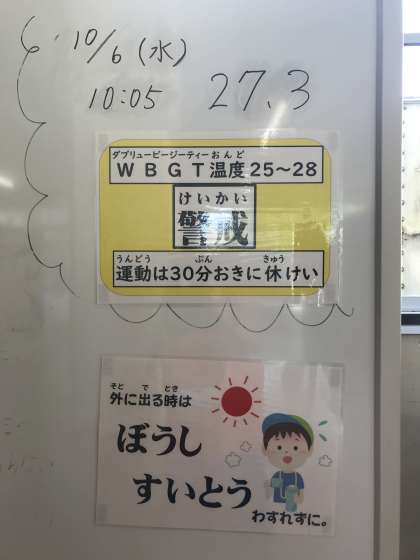 10/6 (水)
10:05 27.3
ダブリュービージーティーおんど
WBGT温度25～28
けいかい
警戒
うんどう ぷん きゅう
運動は30分おきに休けい
そと で とき
外に出る時は
ぼうし
すいとう
わすれずに。